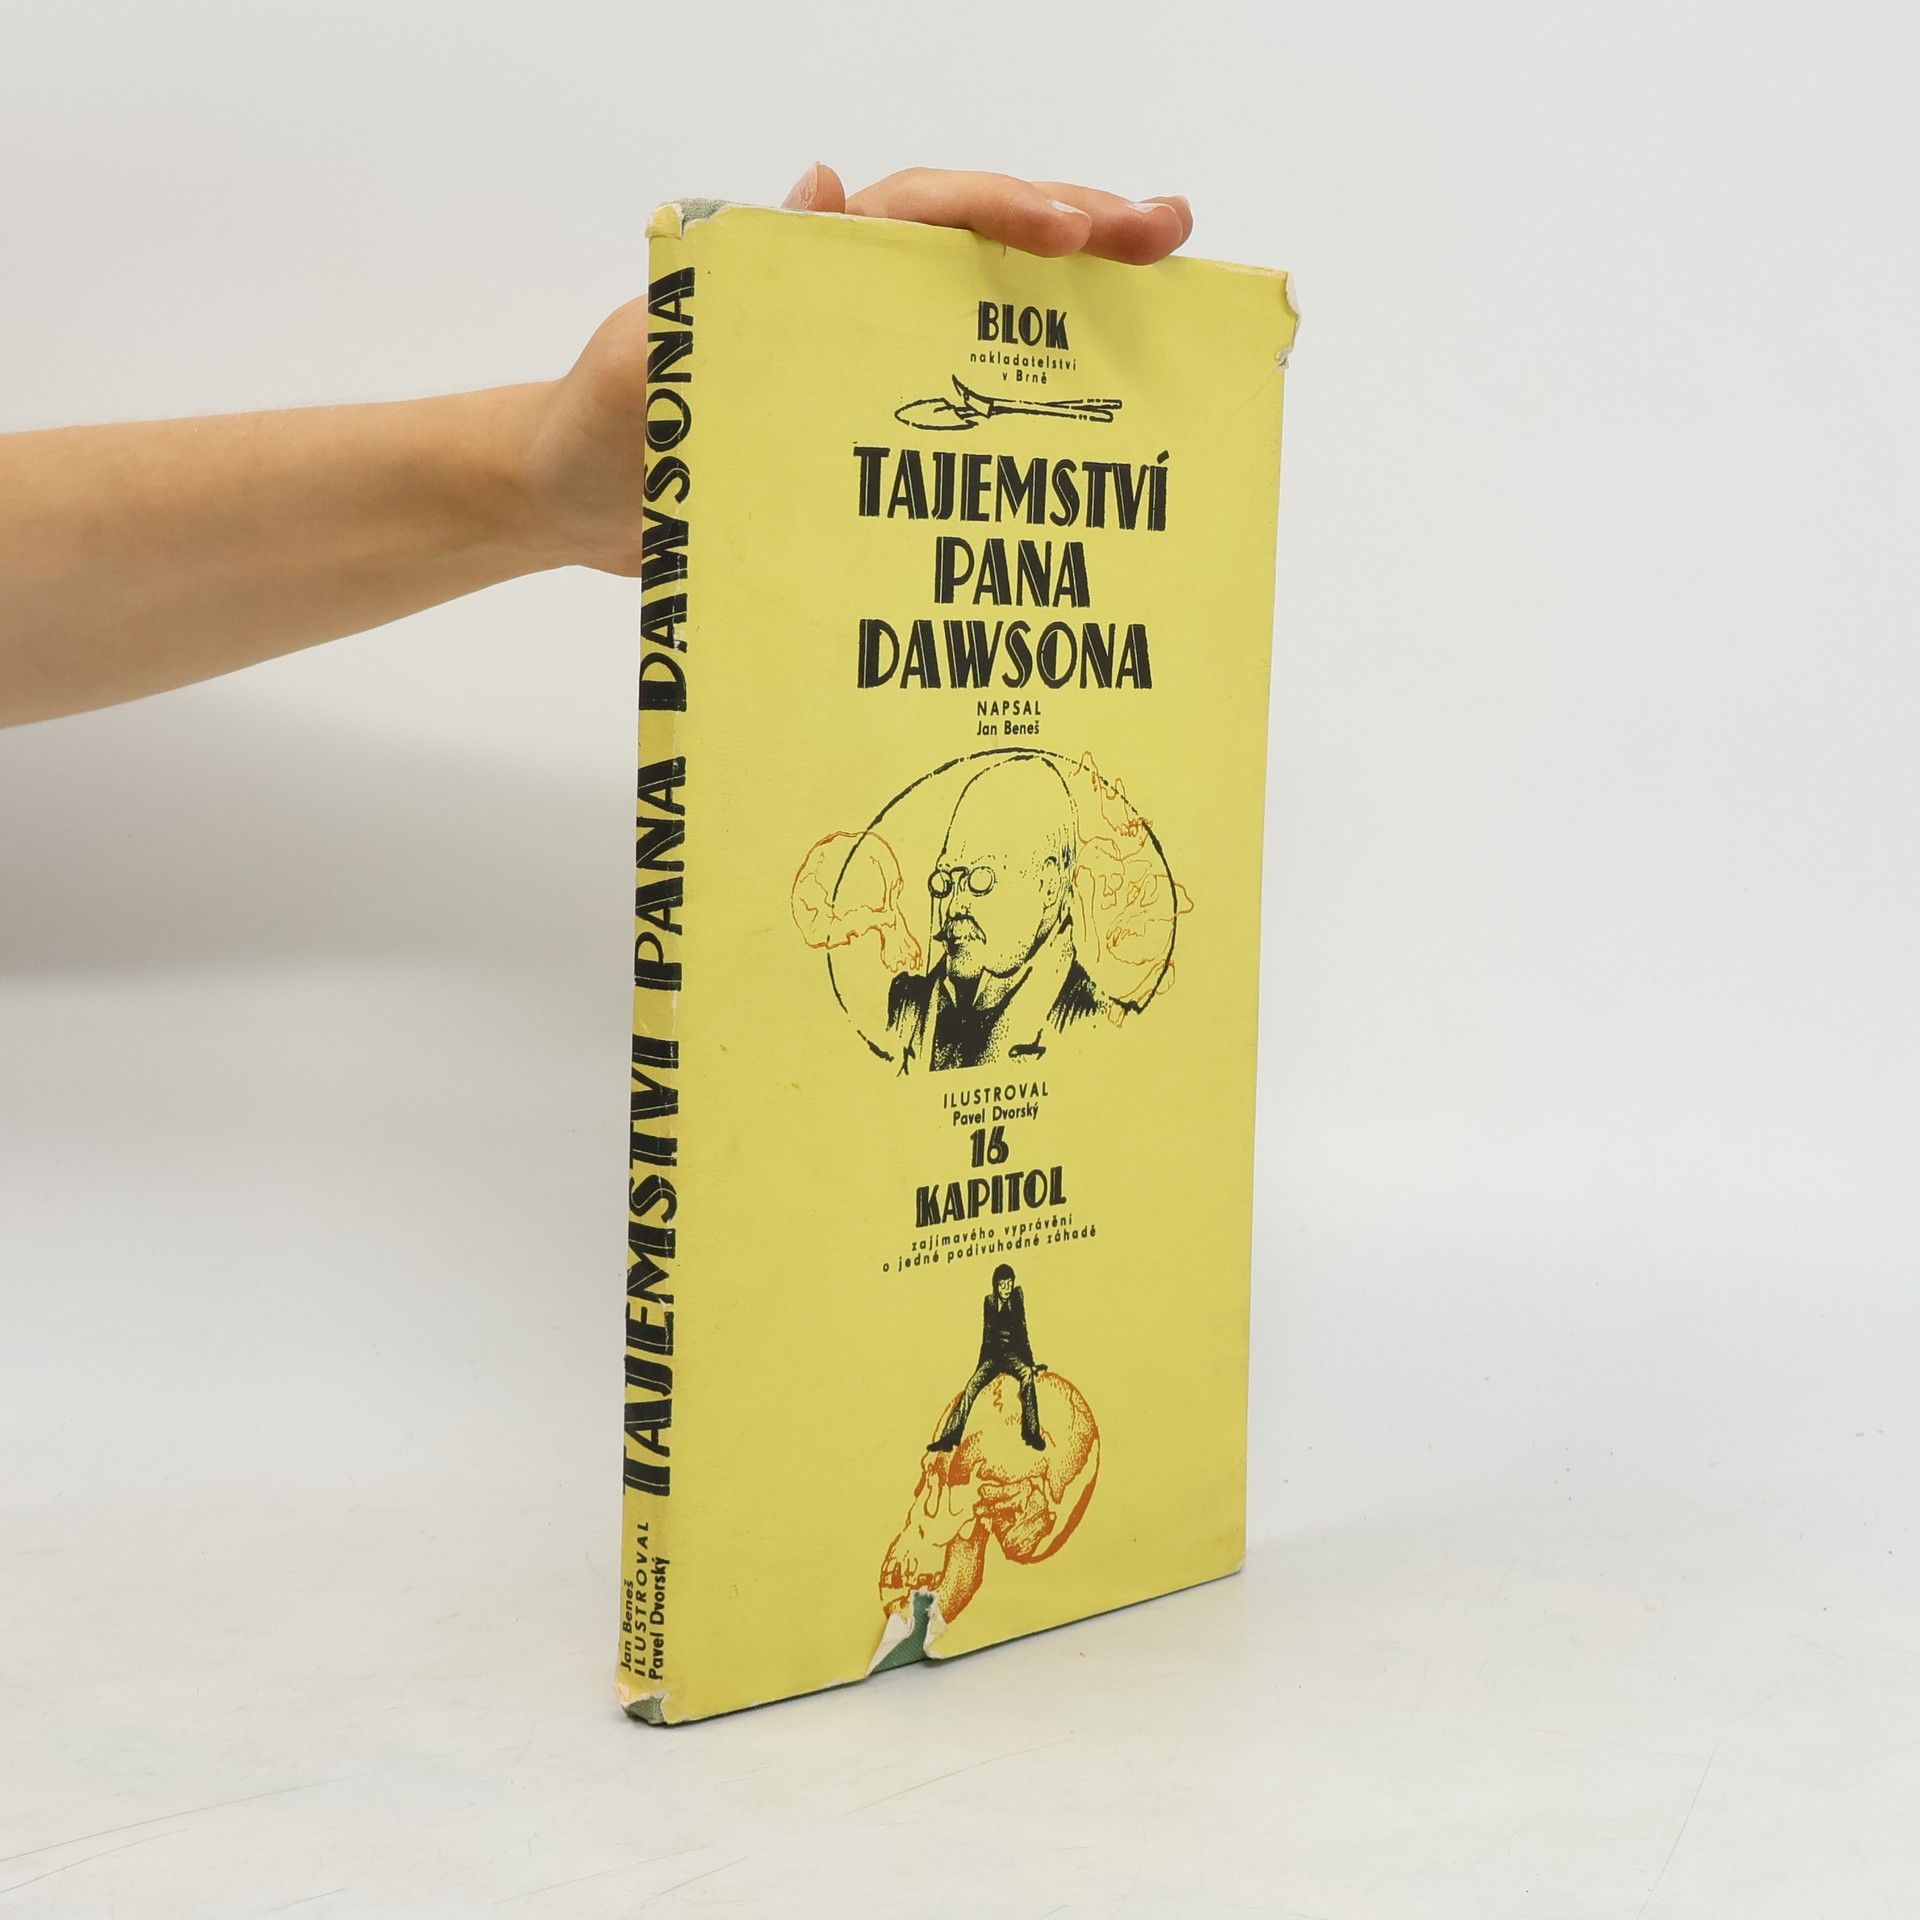 BLOK
nakladatelství
v Brně
TAJEMSTVÍ
PANA
DAWSONA
NAPSAL
Jan Beneš
ILUSTROVAL
Pavel Dvorský
16
KAPITOL
zajímavého vyprávění
o jedné podivuhodné záhadě
Jan Beneš
ILUSTROVAL
Pavel Dvorský
TAJEMSTVÍ PANA DAWSONA